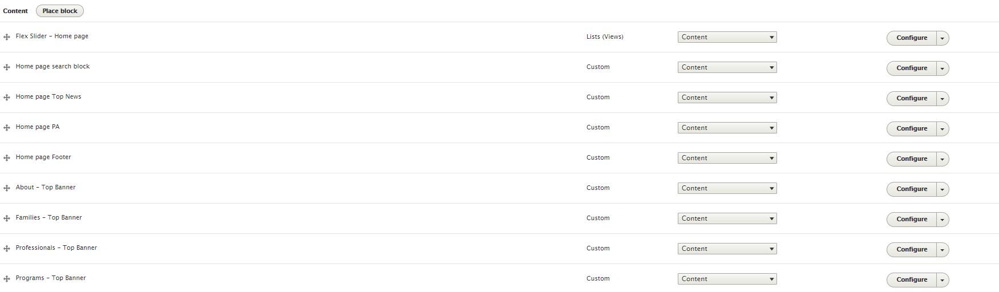 Content Place block
Flex Slider – Home page Lists (Views) Content Configure
Home page search block Custom Content Configure
Home page Top News Custom Content Configure
Home page PA Custom Content Configure
Home page Footer Custom Content Configure
About – Top Banner Custom Content Configure
Families – Top Banner Custom Content Configure
Professionals – Top Banner Custom Content Configure
Programs – Top Banner Custom Content Configure